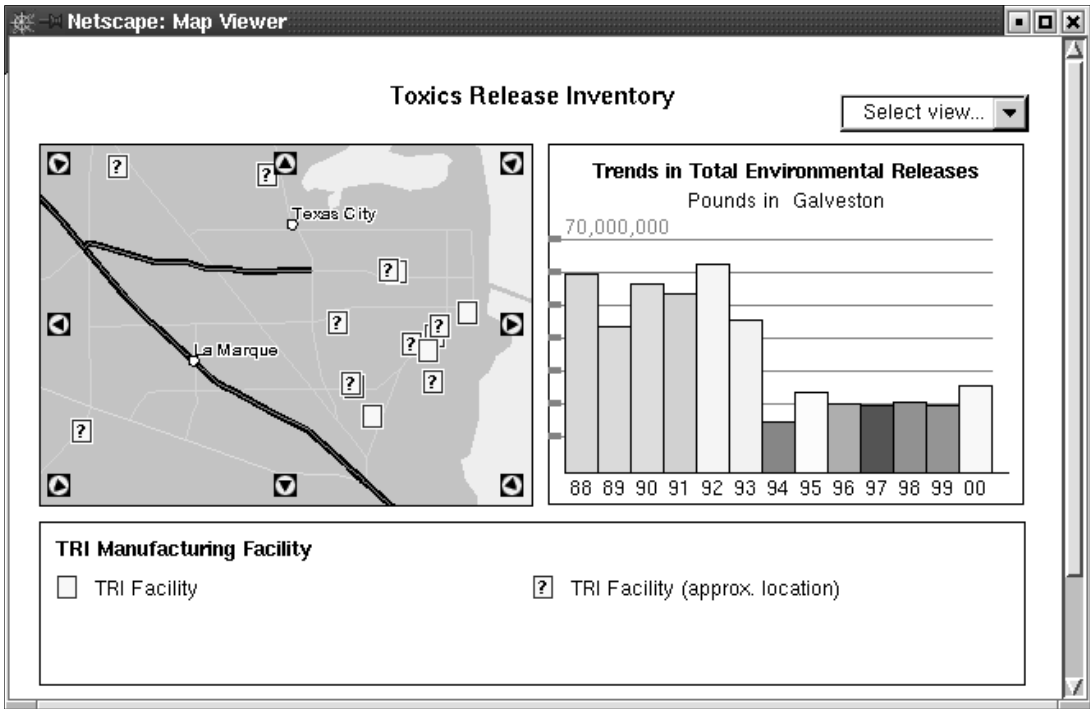 Netscape: Map Viewer
Toxics Release Inventory
Select view...
?
?
Texas City
?
?
?
?
La Marque
?
?
?
Trends in Total Environmental Releases
Pounds in Galveston
70,000,000
88 89 90 91 92 93 94 95 96 97 98 99 00
TRI Manufacturing Facility
TRI Facility
? TRI Facility (approx. location)